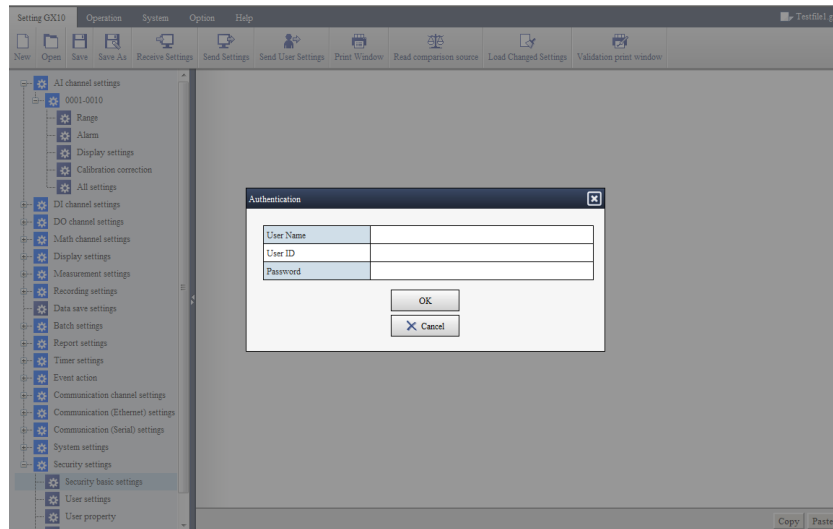 Setting GX10 Operation System Option Help Testfile1.g
New Open Save Save As Receive Settings Send Settings Send User Settings Print Window Read comparison source Load Changed Settings Validation print window
AI channel settings
0001-0010
Range
Alarm
Display settings
Calibration correction
All settings
DI channel settings
DO channel settings
Math channel settings
Display settings
Measurement settings
Recording settings
Data save settings
Batch settings
Report settings
Timer settings
Event action
Communication channel settings
Communication (Ethernet) settings
Communication (Serial) settings
System settings
Security settings
Security basic settings
User settings
User property
Authentication
User Name
User ID
Password
OK
Cancel
Copy Paste